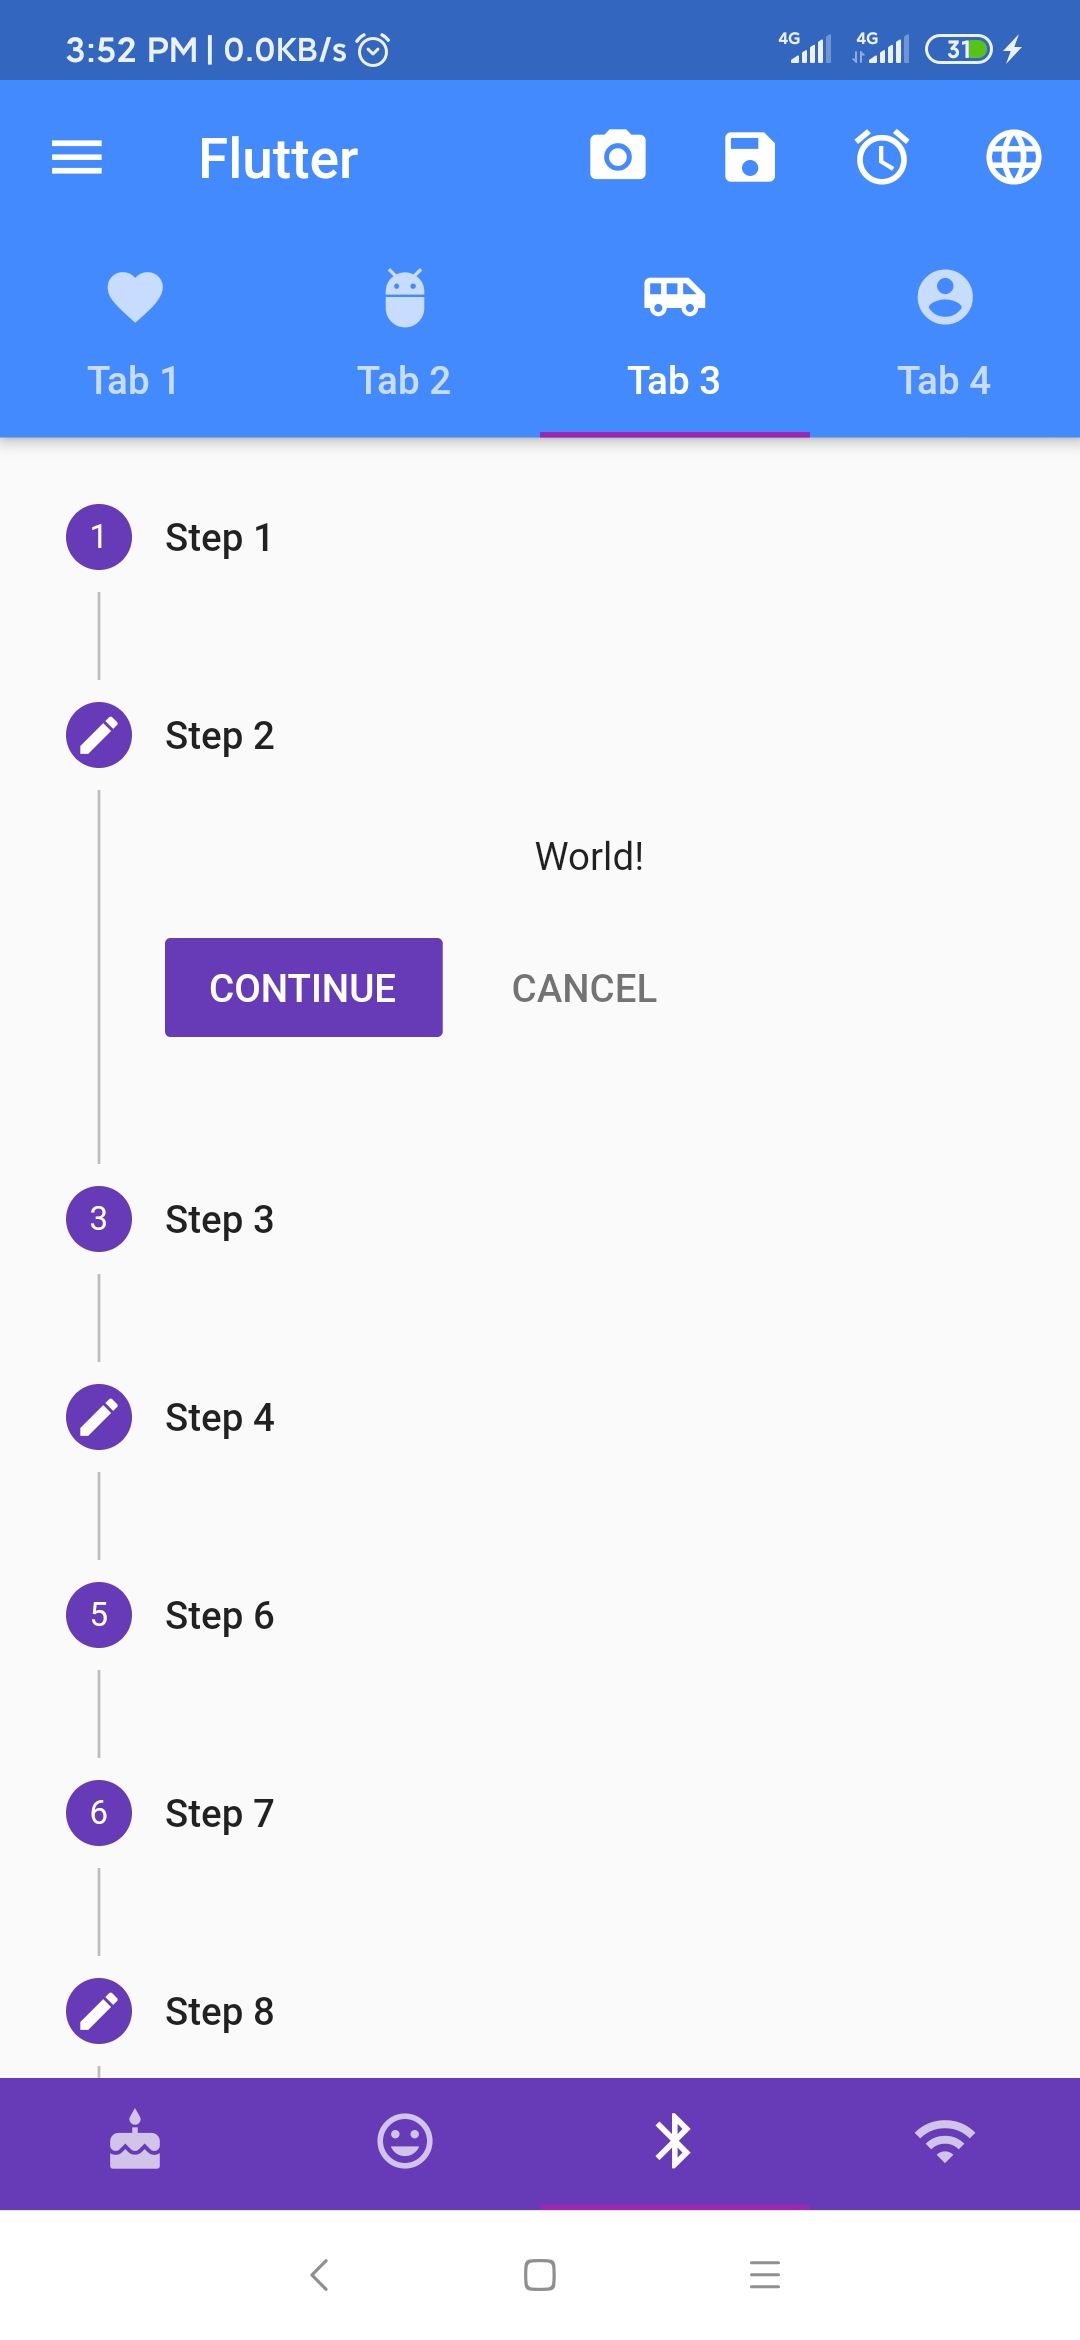 3:52 PM | 0.0KB/s 4G 4G 31
Flutter
Tab 1 Tab 2 Tab 3 Tab 4
1 Step 1
Step 2
World!
CONTINUE CANCEL
3 Step 3
Step 4
5 Step 6
6 Step 7
Step 8